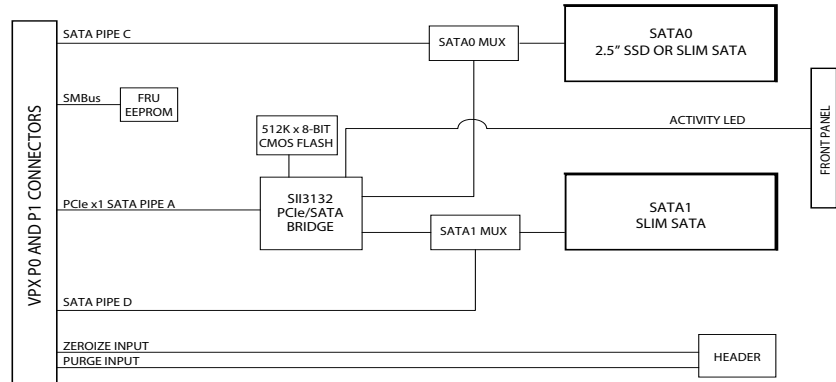 SATA PIPE C
SATA0 MUX
SATA0
2.5” SSD OR SLIM SATA
SMBus
FRU
EEPROM
512K x 8-BIT
CMOS FLASH
ACTIVITY LED
FRONT PANEL
VPX P0 AND P1 CONNECTORS
PCIe x1 SATA PIPE A
SII3132
PCIe/SATA
BRIDGE
SATA1 MUX
SATA1
SLIM SATA
SATA PIPE D
ZEROIZE INPUT
PURGE INPUT
HEADER